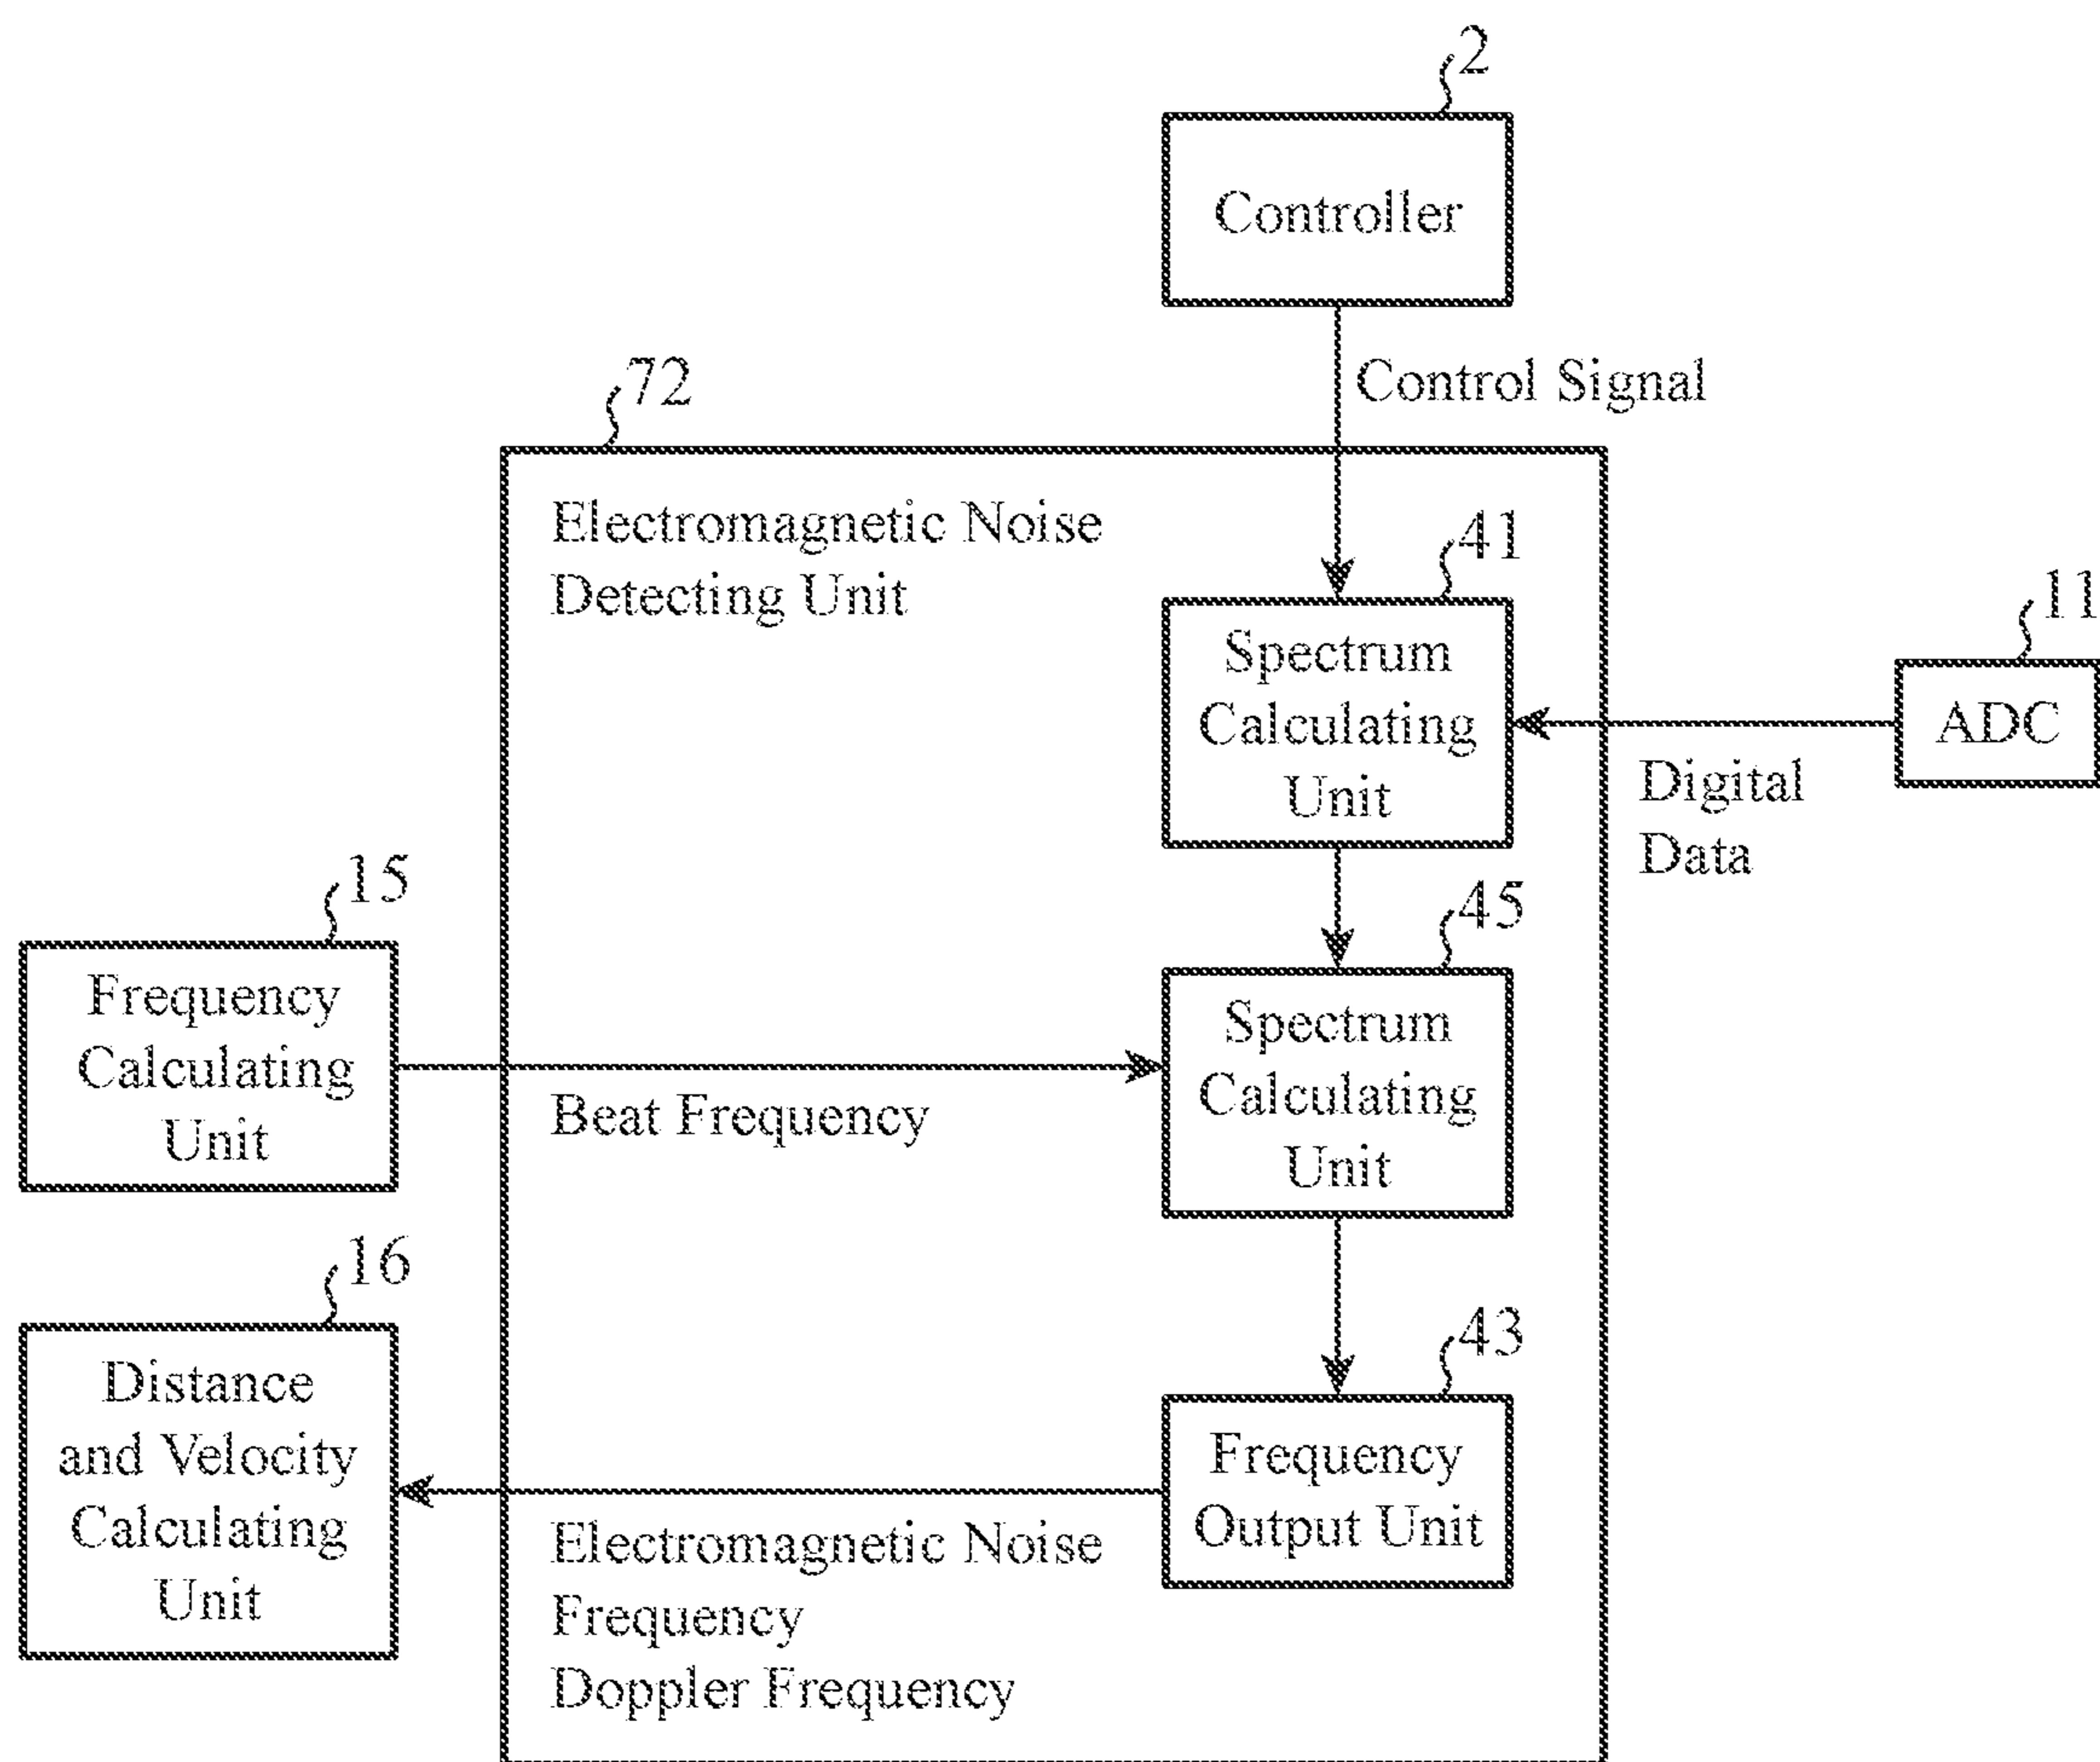 2
Controller
Control Signal
72
Electromagnetic Noise
Detecting Unit
41
Spectrum
Calculating
Unit
11
ADC
Digital
Data
15
Frequency
Calculating
Unit
Beat Frequency
45
Spectrum
Calculating
Unit
16
Distance
and Velocity
Calculating
Unit
43
Frequency
Output Unit
Electromagnetic Noise
Frequency
Doppler Frequency